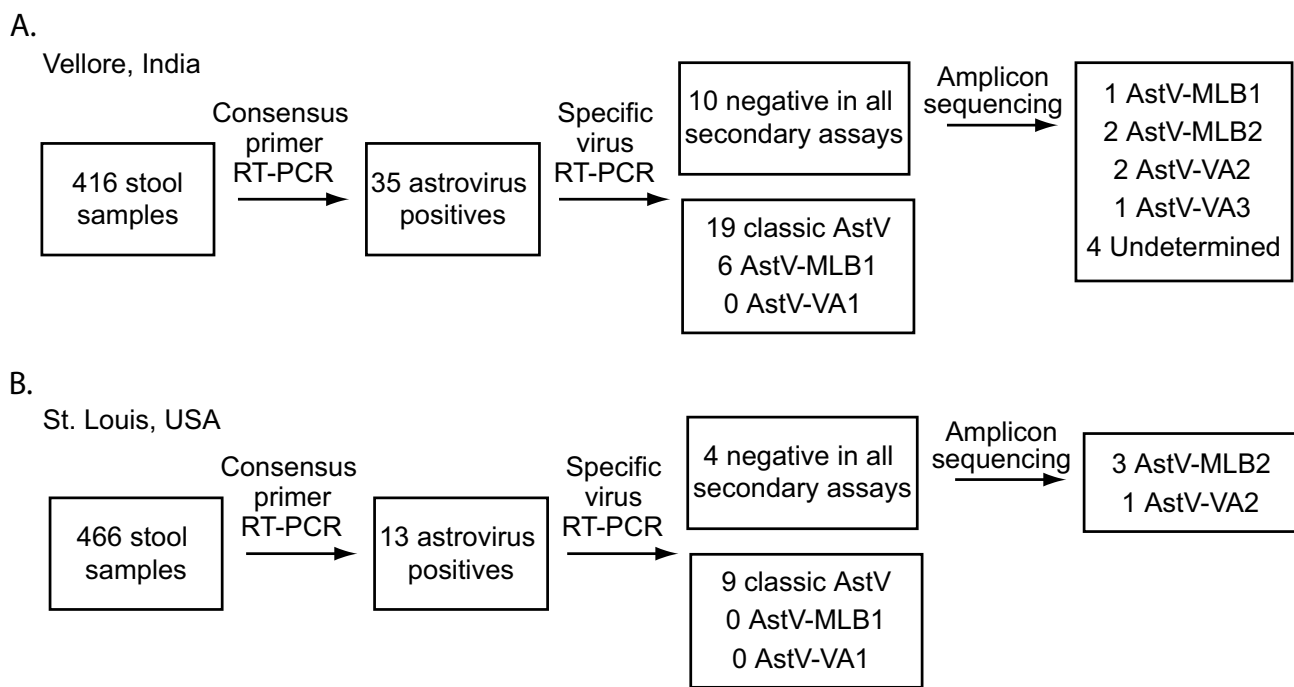 A.
Vellore, India
416 stool
samples
Consensus
primer
RT-PCR
35 astrovirus
positives
Specific
virus
RT-PCR
10 negative in all
secondary assays
19 classic AstV
6 AstV-MLB1
0 AstV-VA1
Amplicon
sequencing
1 AstV-MLB1
2 AstV-MLB2
2 AstV-VA2
1 AstV-VA3
4 Undetermined
B.
St. Louis, USA
466 stool
samples
Consensus
primer
RT-PCR
13 astrovirus
positives
Specific
virus
RT-PCR
4 negative in all
secondary assays
9 classic AstV
0 AstV-MLB1
0 AstV-VA1
Amplicon
sequencing
3 AstV-MLB2
1 AstV-VA2